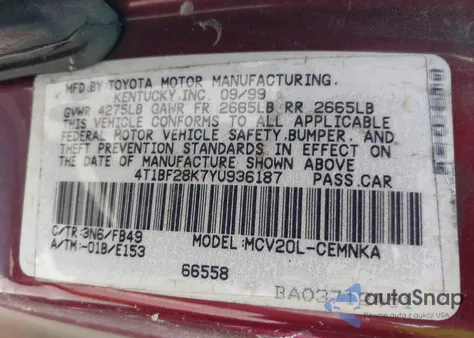 MFD.BY TOYOTA MOTOR MANUFACTURING.
KENTUCKY.INC. 09/99
GVWR 4275LB GAWR FR 2665LB RR 2665LB
THIS VEHICLE CONFORMS TO ALL APPLICABLE
FEDERAL MOTOR VEHICLE SAFETY.BUMPER. AND
THEFT PREVENTION STANDARDS IN EFFECT ON
THE DATE OF MANUFACTURE SHOWN ABOVE
4T1BF28K7YU936187 PASS.CAR
C/TR:3N6/FB49 MODEL:MCV20L-CEMNKA
A/TM:-01B/E153
66558
autoSnap